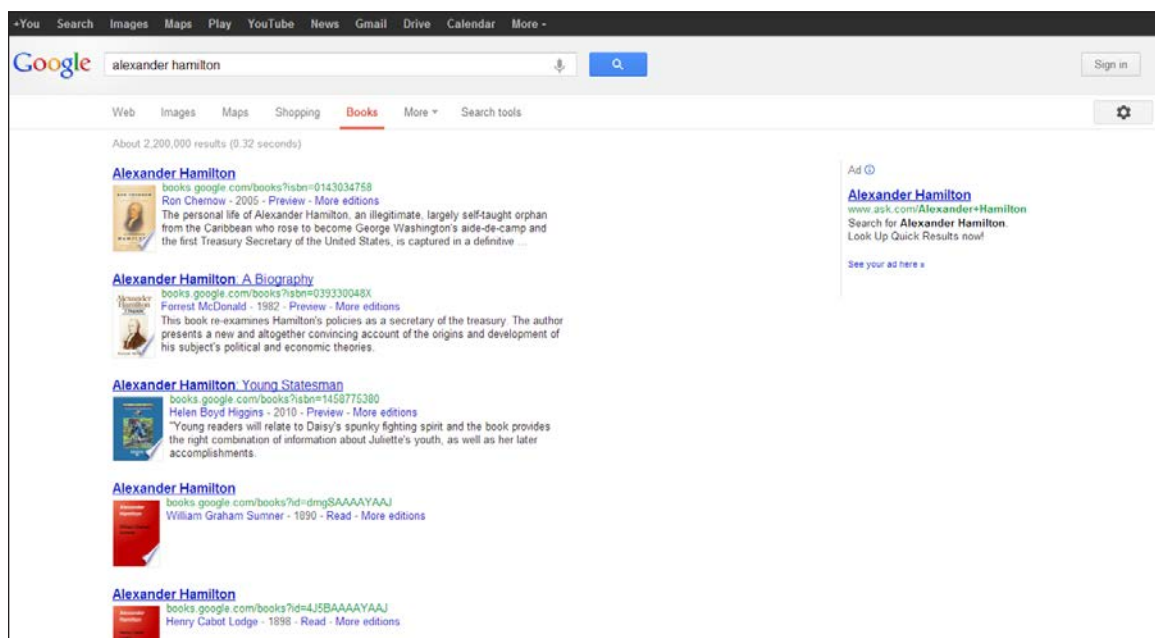 +You Search Images Maps Play YouTube News Gmail Drive Calendar More
Google alexander hamilton Sign in
Web Images Maps Shopping Books More Search tools
About 2,200,000 results (0.32 seconds)
Alexander Hamilton
books.google.com/books?isbn=0143034758
Ron Chernow - 2005 - Preview - More editions
The personal life of Alexander Hamilton, an illegitimate, largely self-taught orphan
from the Caribbean who rose to become George Washington's aide-de-camp and
the first Treasury Secretary of the United States, is captured in a definitive ...
Alexander Hamilton: A Biography
books.google.com/books?isbn=039330048X
Forrest McDonald - 1982 - Preview - More editions
This book re-examines Hamilton's policies as a secretary of the treasury. The author
presents a new and altogether convincing account of the origins and development of
his subject's political and economic theories.
Alexander Hamilton: Young Statesman
books.google.com/books?isbn=1458775380
Helen Boyd Higgins - 2010 - Preview - More editions
"Young readers will relate to Daisy's spunky fighting spirit and the book provides
the right combination of information about Juliette's youth, as well as her later
accomplishments.
Alexander Hamilton
books.google.com/books?id=dmgSAAAAYAAJ
William Graham Sumner - 1890 - Read - More editions
Alexander Hamilton
books.google.com/books?id=4J5BAAAAYAAJ
Henry Cabot Lodge - 1898 - Read - More editions
Ad
Alexander Hamilton
www.ask.com/Alexander+Hamilton
Search for Alexander Hamilton.
Look Up Quick Results now!
See your ad here »